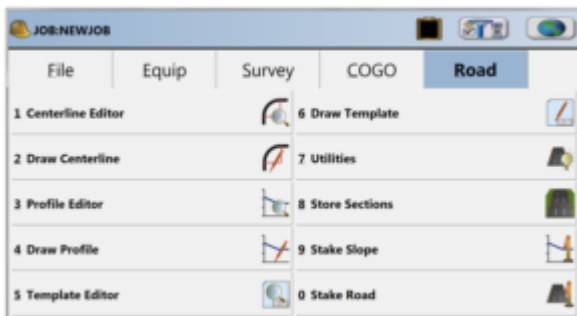 JOB:NEWJOB
File Equip Survey COGO Road
1 Centerline Editor
2 Draw Centerline
3 Profile Editor
4 Draw Profile
5 Template Editor
6 Draw Template
7 Utilities
8 Store Sections
9 Stake Slope
0 Stake Road